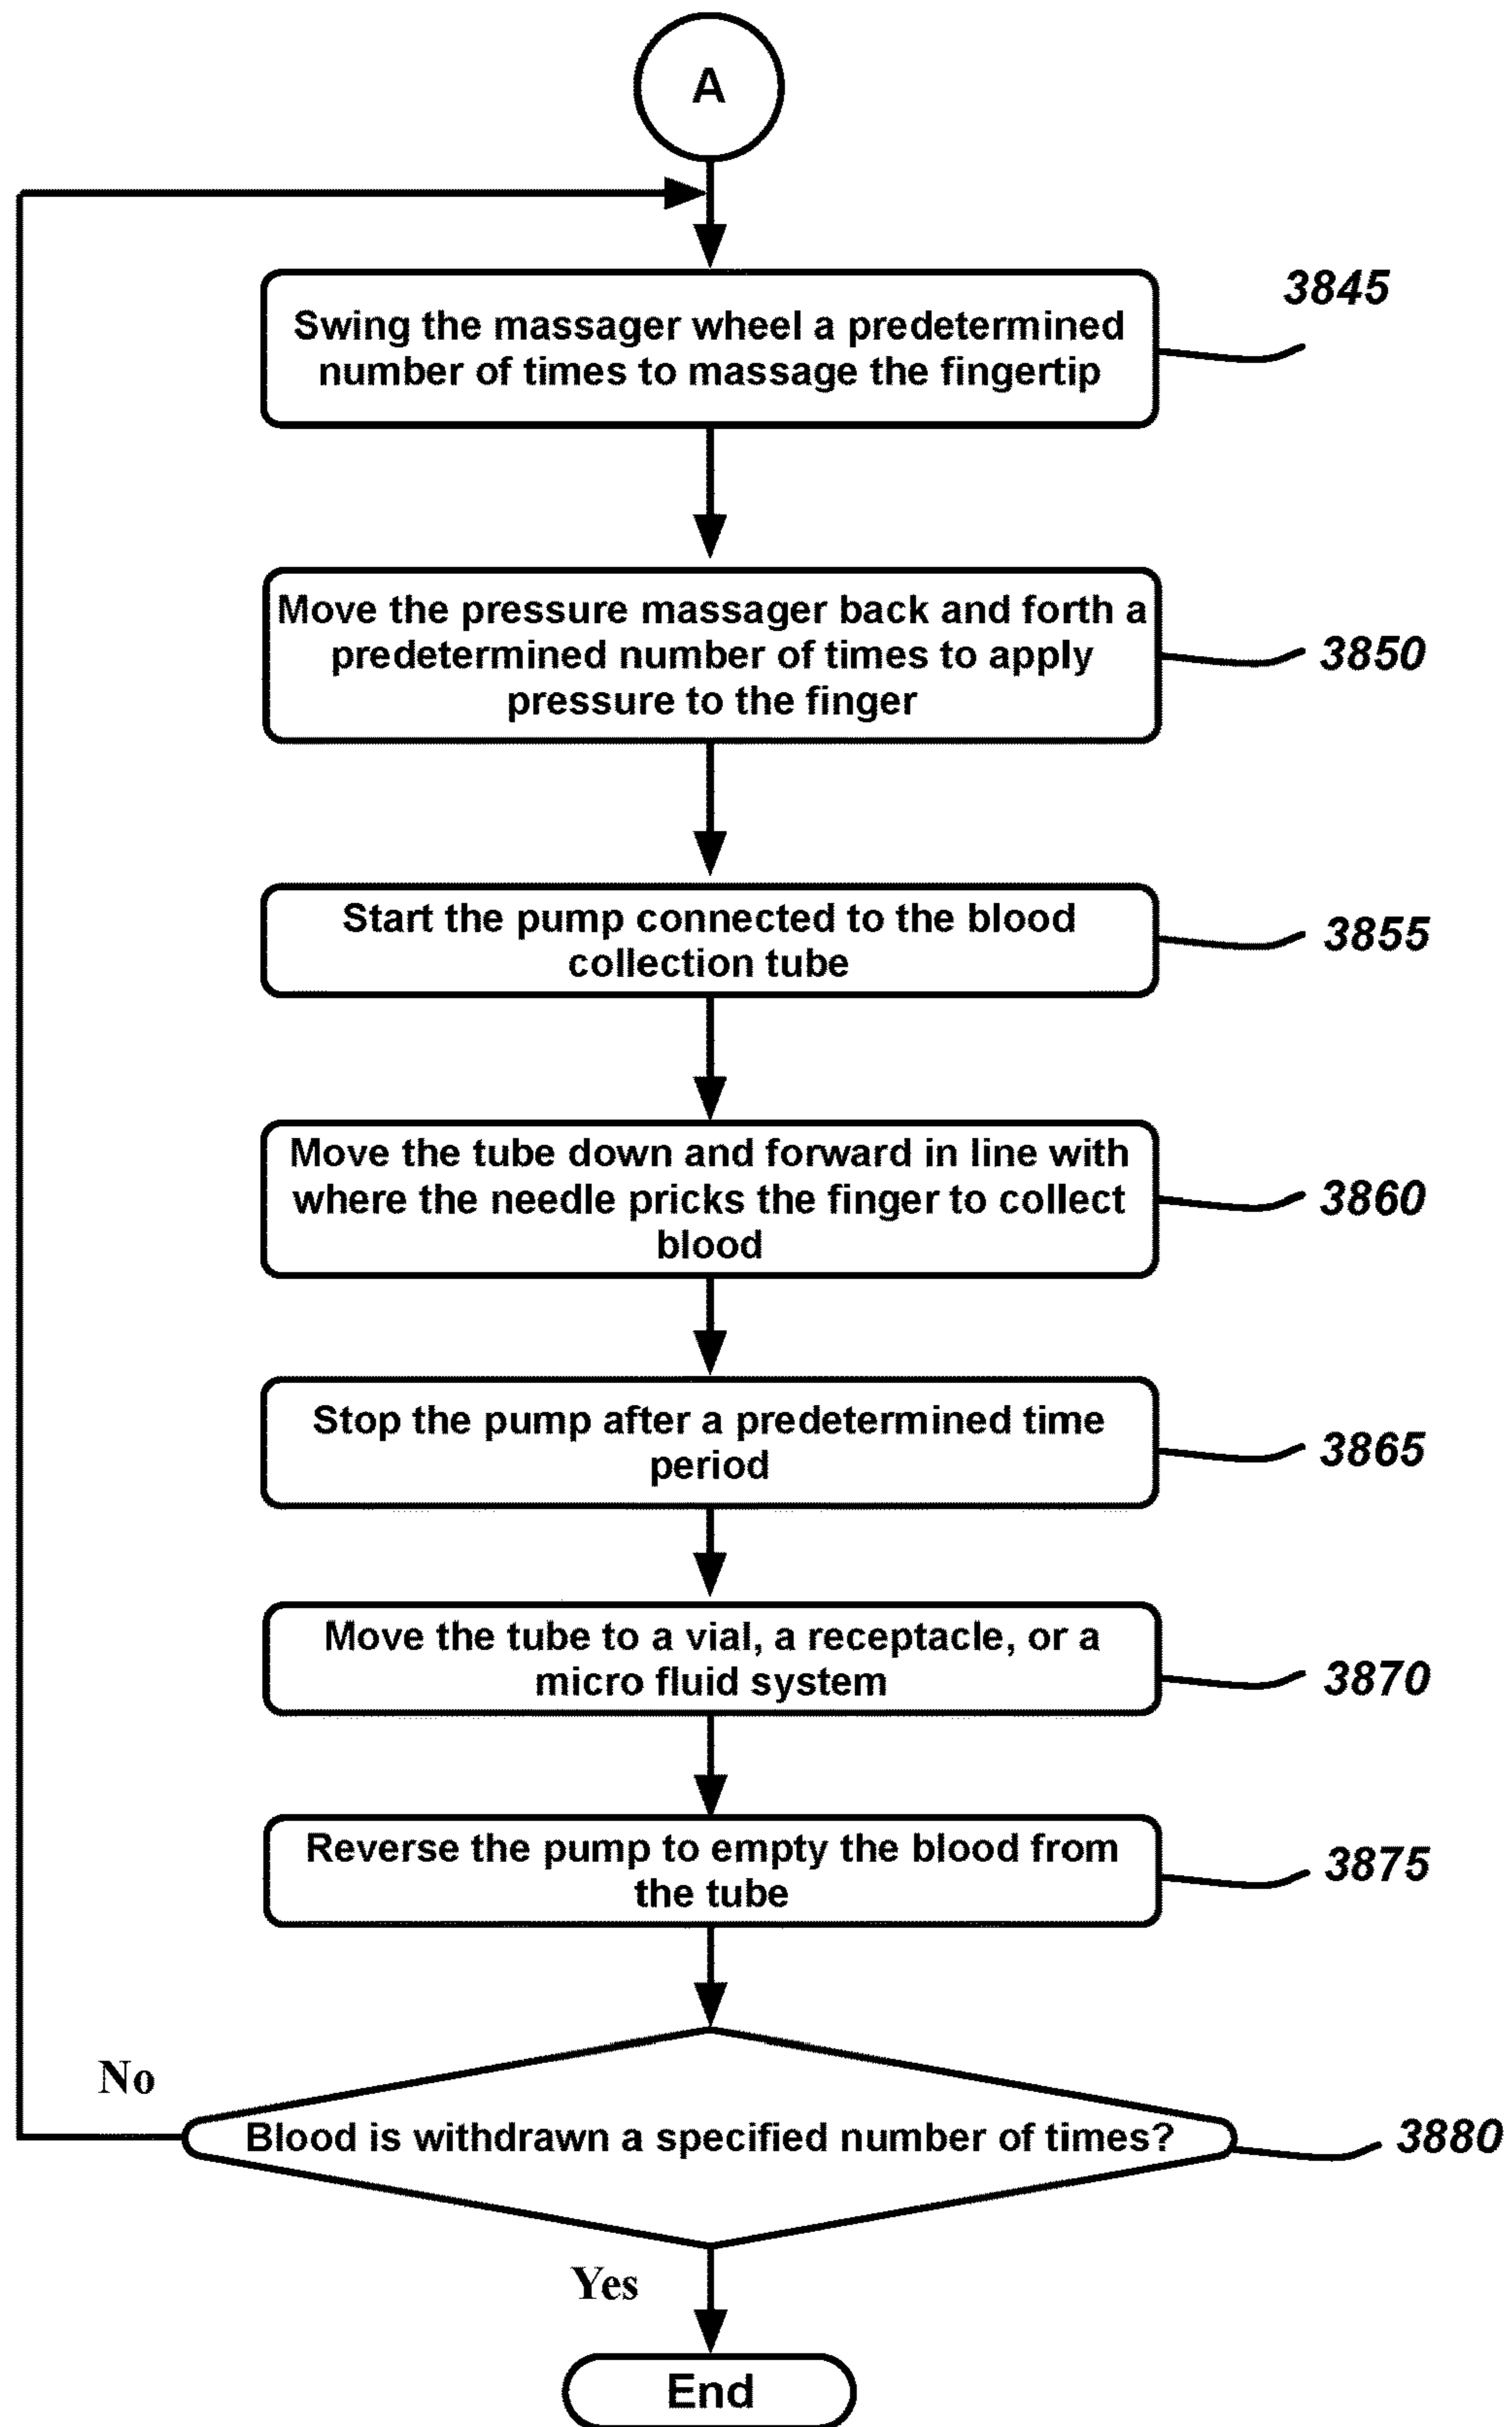 A
Swing the massager wheel a predetermined
number of times to massage the fingertip
3845
Move the pressure massager back and forth a
predetermined number of times to apply
pressure to the finger
3850
Start the pump connected to the blood
collection tube
3855
Move the tube down and forward in line with
where the needle pricks the finger to collect
blood
3860
Stop the pump after a predetermined time
period
3865
Move the tube to a vial, a receptacle, or a
micro fluid system
3870
Reverse the pump to empty the blood from
the tube
3875
No
Blood is withdrawn a specified number of times?
3880
Yes
End